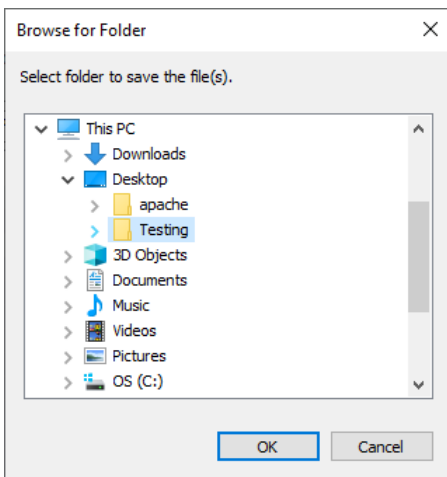 Browse for Folder
Select folder to save the file(s).
This PC
Downloads
Desktop
apache
Testing
3D Objects
Documents
Music
Videos
Pictures
OS (C:)
OK Cancel